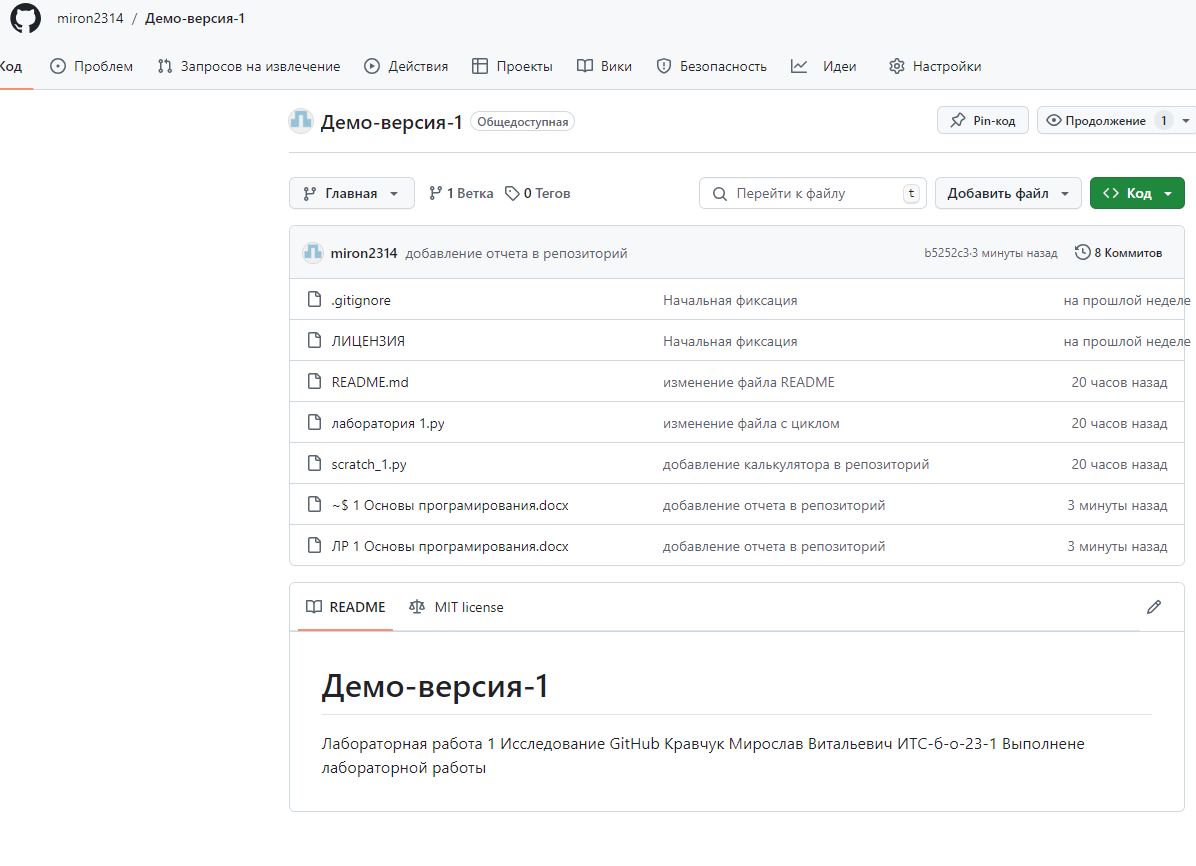 miron2314 / Демо-версия-1
Код Проблем Запросов на извлечение Действия Проекты Вики Безопасность Идеи Настройки
Демо-версия-1 Общедоступная Pin-код Продолжение 1
Главная 1 Ветка 0 Тегов Перейти к файлу t Добавить файл <> Код
miron2314 добавление отчета в репозиторий b5252c3·3 минуты назад 8 Коммитов
.gitignore Начальная фиксация на прошлой неделе
ЛИЦЕНЗИЯ Начальная фиксация на прошлой неделе
README.md изменение файла README 20 часов назад
лаборатория 1.py изменение файла с циклом 20 часов назад
scratch_1.py добавление калькулятора в репозиторий 20 часов назад
~$ 1 Основы програмирования.docx добавление отчета в репозиторий 3 минуты назад
ЛР 1 Основы програмирования.docx добавление отчета в репозиторий 3 минуты назад
README MIT license
Демо-версия-1
Лабораторная работа 1 Исследование GitHub Кравчук Мирослав Витальевич ИТС-б-о-23-1 Выполнене
лабораторной работы